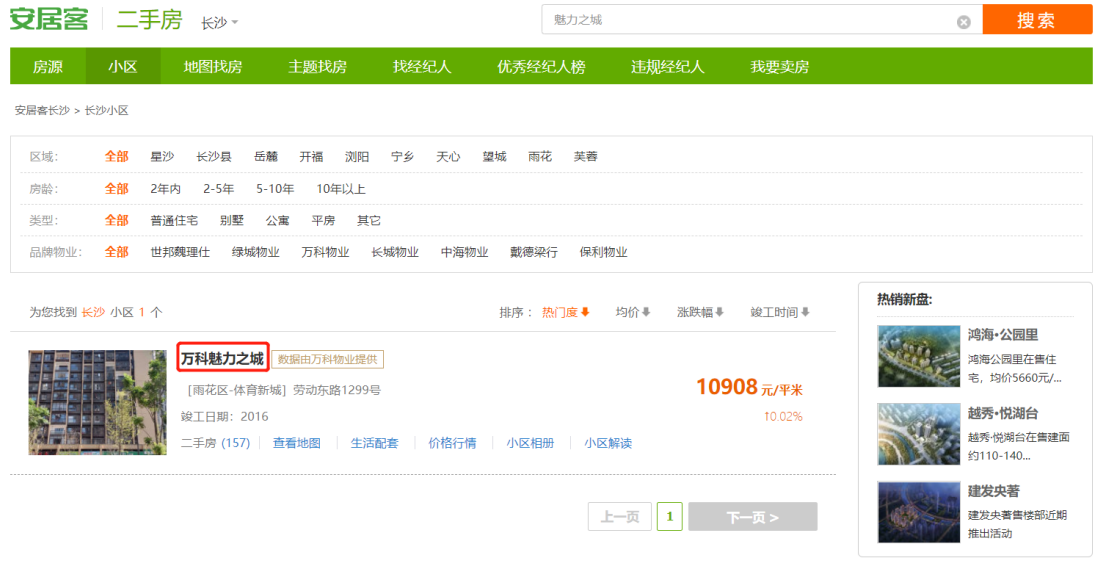 安居客 二手房 长沙
魅力之城 搜索
房源 小区 地图找房 主题找房 找经纪人 优秀经纪人榜 违规经纪人 我要卖房
安居客长沙 > 长沙小区
区域： 全部 星沙 长沙县 岳麓 开福 浏阳 宁乡 天心 望城 雨花 芙蓉
房龄： 全部 2年内 2-5年 5-10年 10年以上
类型： 全部 普通住宅 别墅 公寓 平房 其它
品牌物业： 全部 世邦魏理仕 绿城物业 万科物业 长城物业 中海物业 戴德梁行 保利物业
为您找到 长沙 小区 1 个
排序： 热门度 均价 涨跌幅 竣工时间
万科魅力之城 数据由万科物业提供
［雨花区-体育新城］劳动东路1299号
竣工日期：2016
二手房 (157) 查看地图 生活配套 价格行情 小区相册 小区解读
10908 元/平米
↑0.02%
上一页 1 下一页 >
热销新盘:
鸿海·公园里
鸿海公园里在售住
宅，均价5660元/...
越秀·悦湖台
越秀·悦湖台在售建面
约110-140...
建发央著
建发央著售楼部近期
推出活动